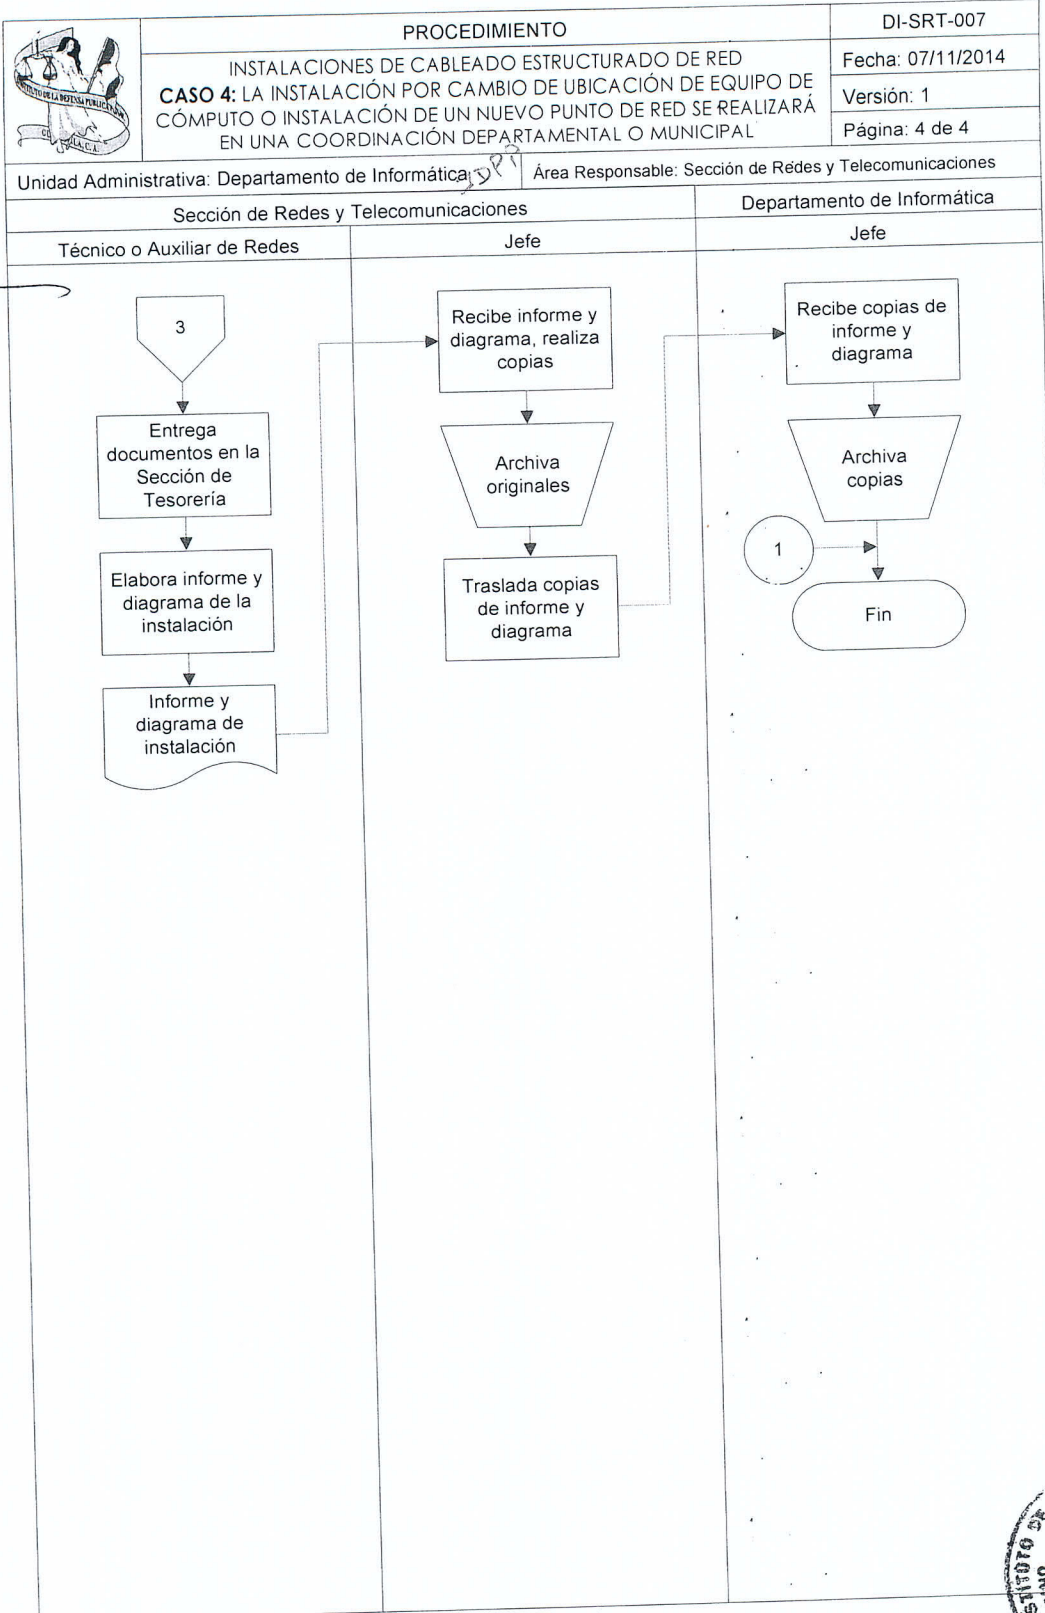 PROCEDIMIENTO
DI-SRT-007
INSTALACIONES DE CABLEADO ESTRUCTURADO DE RED
CASO 4: LA INSTALACIÓN POR CAMBIO DE UBICACIÓN DE EQUIPO DE
CÓMPUTO O INSTALACIÓN DE UN NUEVO PUNTO DE RED SE REALIZARÁ
EN UNA COORDINACIÓN DEPARTAMENTAL O MUNICIPAL
Fecha: 07/11/2014
Versión: 1
Página: 4 de 4
Unidad Administrativa: Departamento de Informática
IDPP
Área Responsable: Sección de Redes y Telecomunicaciones
Sección de Redes y Telecomunicaciones
Departamento de Informática
Técnico o Auxiliar de Redes
Jefe
Jefe
3
Entrega
documentos en la
Sección de
Tesorería
Elabora informe y
diagrama de la
instalación
Informe y
diagrama de
instalación
Recibe informe y
diagrama, realiza
copias
Archiva
originales
Traslada copias
de informe y
diagrama
Recibe copias de
informe y
diagrama
Archiva
copias
1
Fin